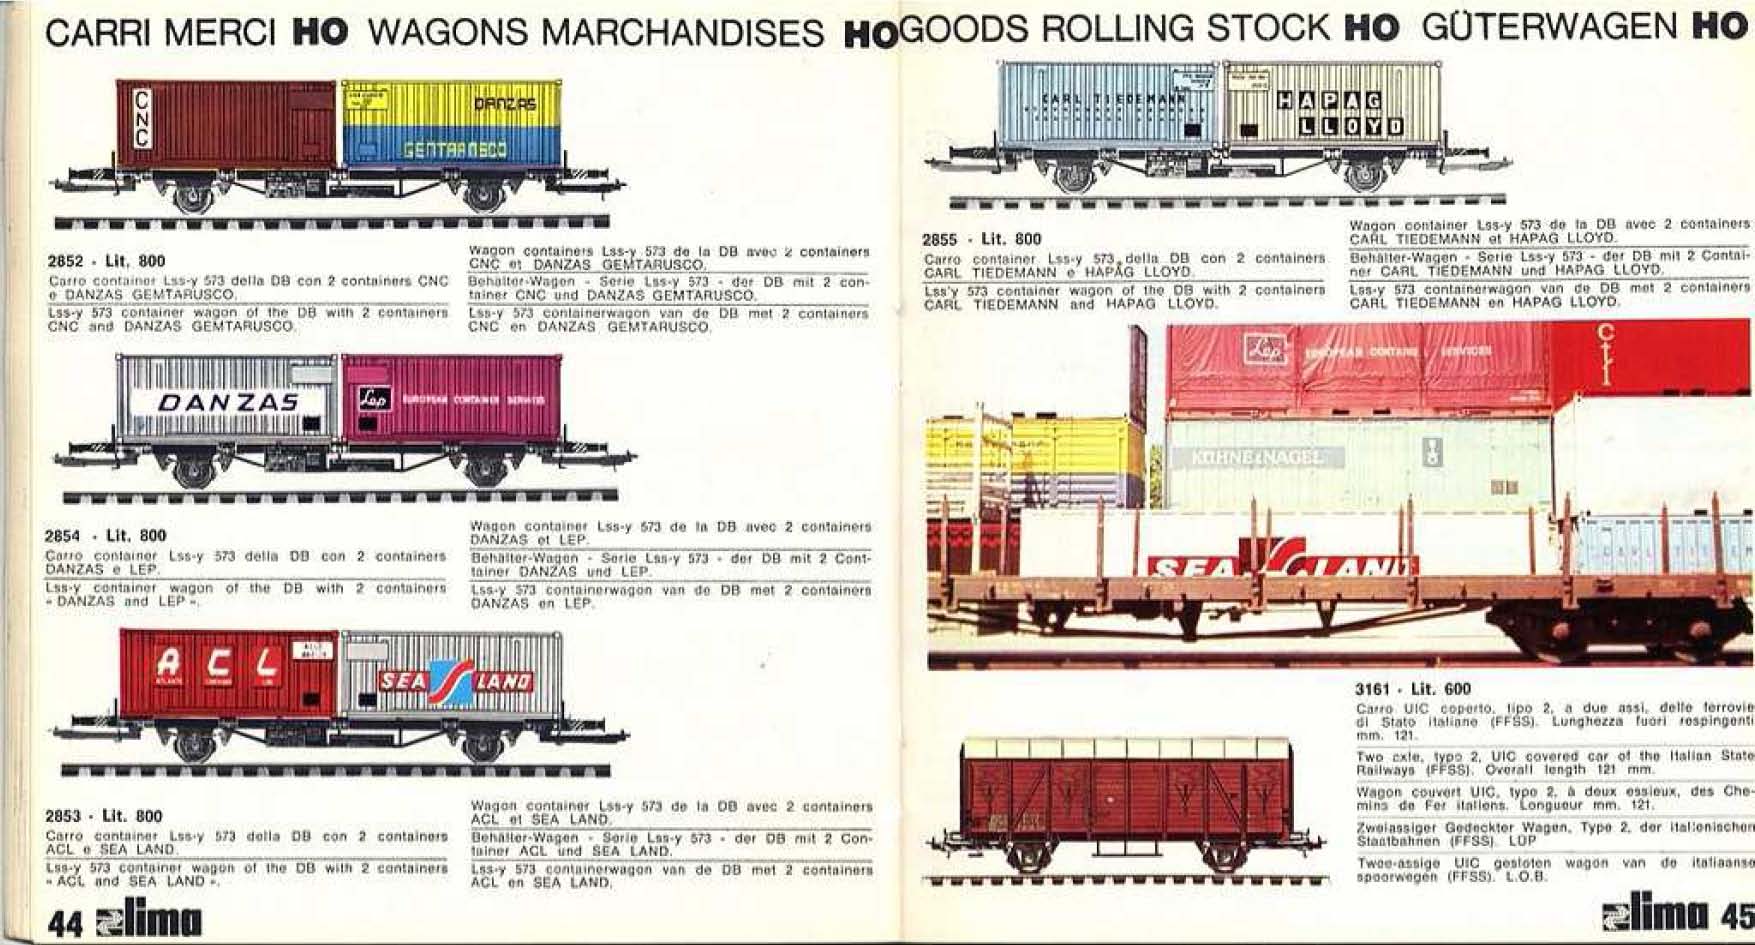 CARRI MERCI HO WAGONS MARCHANDISES HO
CNC
DANZAS
GENTRANSCO
2852 - Lit. 800
Carro container Lss-y 573 della DB con 2 containers CNC
e DANZAS GEMTARUSCO.
Lss-y 573 container wagon of the DB with 2 containers
CNC and DANZAS GEMTARUSCO.
Wagon containers Lss-y 573 de la DB avec 2 containers
CNC et DANZAS GEMTARUSCO.
Behälter-Wagen - Serie Lss'y 573 - der DB mit 2 con-
tainer CNC und DANZAS GEMTARUSCO.
Lss-y 573 containerwagon van de DB met 2 containers
CNC en DANZAS GEMTARUSCO.
DANZAS
Lep EUROPEAN CONTAINER SERVICES
2854 - Lit. 800
Carro container Lss-y 573 della DB con 2 containers
DANZAS e LEP.
Lss-y container wagon of the DB with 2 containers
« DANZAS and LEP ».
Wagon container Lss-y 573 de la DB avec 2 containers
DANZAS et LEP.
Behälter-Wagen - Serie Lss-y 573 - der DB mit 2 Cont-
tainer DANZAS und LEP.
Lss-y 573 containerwagon van de DB met 2 containers
DANZAS en LEP.
ACL
SEA LAND
2853 - Lit. 800
Carro container Lss-y 573 della DB con 2 containers
ACL e SEA LAND.
Lss-y 573 container wagon of the DB with 2 containers
« ACL and SEA LAND ».
Wagon container Lss-y 573 de la DB avec 2 containers
ACL et SEA LAND.
Behälter-Wagen - Serie Lss-y 573 - der DB mit 2 Con-
tainer ACL und SEA LAND.
Lss-y 573 containerwagon van de DB met 2 containers
ACL en SEA LAND.
44 lima
GOODS ROLLING STOCK HO GÜTERWAGEN HO
CARL TIEDEMANN
HAPAG
LLOYD
2855 - Lit. 800
Carro container Lss-y 573 della DB con 2 containers
CARL TIEDEMANN e HAPAG LLOYD.
Lss'y 573 container wagon of the DB with 2 containers
CARL TIEDEMANN and HAPAG LLOYD.
Wagon container Lss-y 573 de la DB avec 2 containers
CARL TIEDEMANN et HAPAG LLOYD.
Behälter-Wagen - Serie Lss-y 573 - der DB mit 2 Contai-
ner CARL TIEDEMANN und HAPAG LLOYD.
Lss-y 573 containerwagon van de DB met 2 containers
CARL TIEDEMANN en HAPAG LLOYD.
Lep EUROPEAN CONTAINER SERVICES
cti
KÜHNE & NAGEL
SEA LAND
3161 - Lit. 600
Carro UIC coperto, tipo 2, a due assi, delle ferrovie
di Stato italiane (FFSS). Lunghezza fuori respingenti
mm. 121.
Two axle, type 2, UIC covered car of the Italian State
Railways (FFSS). Overall length 121 mm.
Wagon couvert UIC, type 2, à deux essieux, des Che-
mins de Fer italiens. Longueur mm. 121.
Zweiassiger Gedeckter Wagen, Type 2, der italienischen
Staatbahnen (FFSS). LÜP
Twee-assige UIC gesloten wagon van de italiaanse
spoorwegen (FFSS). L.O.B.
lima 45